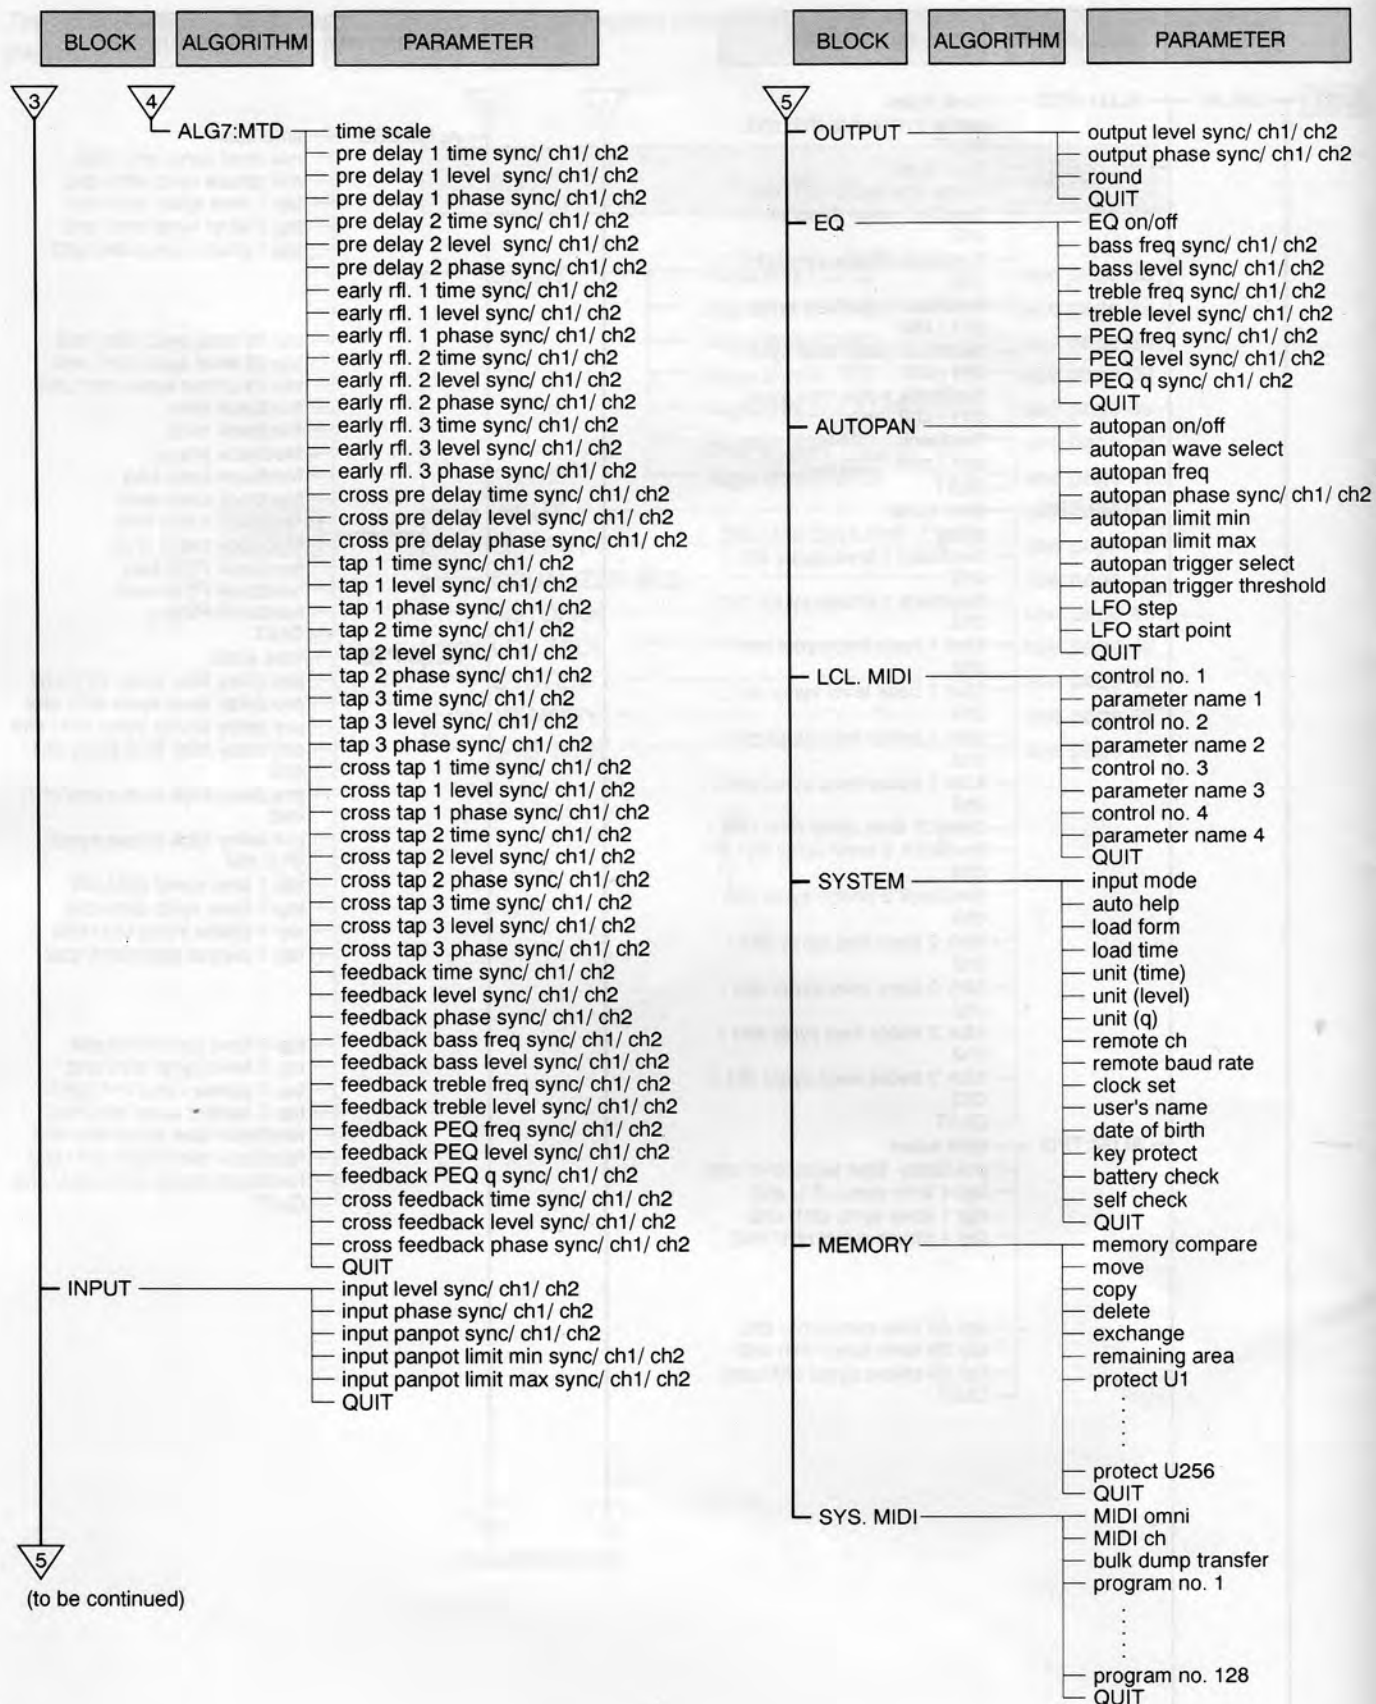 BLOCK ALGORITHM PARAMETER
3 4
ALG7:MTD time scale
pre delay 1 time sync/ ch1/ ch2
pre delay 1 level sync/ ch1/ ch2
pre delay 1 phase sync/ ch1/ ch2
pre delay 2 time sync/ ch1/ ch2
pre delay 2 level sync/ ch1/ ch2
pre delay 2 phase sync/ ch1/ ch2
early rfl. 1 time sync/ ch1/ ch2
early rfl. 1 level sync/ ch1/ ch2
early rfl. 1 phase sync/ ch1/ ch2
early rfl. 2 time sync/ ch1/ ch2
early rfl. 2 level sync/ ch1/ ch2
early rfl. 2 phase sync/ ch1/ ch2
early rfl. 3 time sync/ ch1/ ch2
early rfl. 3 level sync/ ch1/ ch2
early rfl. 3 phase sync/ ch1/ ch2
cross pre delay time sync/ ch1/ ch2
cross pre delay level sync/ ch1/ ch2
cross pre delay phase sync/ ch1/ ch2
tap 1 time sync/ ch1/ ch2
tap 1 level sync/ ch1/ ch2
tap 1 phase sync/ ch1/ ch2
tap 2 time sync/ ch1/ ch2
tap 2 level sync/ ch1/ ch2
tap 2 phase sync/ ch1/ ch2
tap 3 time sync/ ch1/ ch2
tap 3 level sync/ ch1/ ch2
tap 3 phase sync/ ch1/ ch2
cross tap 1 time sync/ ch1/ ch2
cross tap 1 level sync/ ch1/ ch2
cross tap 1 phase sync/ ch1/ ch2
cross tap 2 time sync/ ch1/ ch2
cross tap 2 level sync/ ch1/ ch2
cross tap 2 phase sync/ ch1/ ch2
cross tap 3 time sync/ ch1/ ch2
cross tap 3 level sync/ ch1/ ch2
cross tap 3 phase sync/ ch1/ ch2
feedback time sync/ ch1/ ch2
feedback level sync/ ch1/ ch2
feedback phase sync/ ch1/ ch2
feedback bass freq sync/ ch1/ ch2
feedback bass level sync/ ch1/ ch2
feedback treble freq sync/ ch1/ ch2
feedback treble level sync/ ch1/ ch2
feedback PEQ freq sync/ ch1/ ch2
feedback PEQ level sync/ ch1/ ch2
feedback PEQ q sync/ ch1/ ch2
cross feedback time sync/ ch1/ ch2
cross feedback level sync/ ch1/ ch2
cross feedback phase sync/ ch1/ ch2
QUIT
INPUT input level sync/ ch1/ ch2
input phase sync/ ch1/ ch2
input panpot sync/ ch1/ ch2
input panpot limit min sync/ ch1/ ch2
input panpot limit max sync/ ch1/ ch2
QUIT
5
(to be continued)
BLOCK ALGORITHM PARAMETER
5
OUTPUT output level sync/ ch1/ ch2
output phase sync/ ch1/ ch2
round
QUIT
EQ EQ on/off
bass freq sync/ ch1/ ch2
bass level sync/ ch1/ ch2
treble freq sync/ ch1/ ch2
treble level sync/ ch1/ ch2
PEQ freq sync/ ch1/ ch2
PEQ level sync/ ch1/ ch2
PEQ q sync/ ch1/ ch2
QUIT
AUTOPAN autopan on/off
autopan wave select
autopan freq
autopan phase sync/ ch1/ ch2
autopan limit min
autopan limit max
autopan trigger select
autopan trigger threshold
LFO step
LFO start point
QUIT
LCL. MIDI control no. 1
parameter name 1
control no. 2
parameter name 2
control no. 3
parameter name 3
control no. 4
parameter name 4
QUIT
SYSTEM input mode
auto help
load form
load time
unit (time)
unit (level)
unit (q)
remote ch
remote baud rate
clock set
user's name
date of birth
key protect
battery check
self check
QUIT
MEMORY memory compare
move
copy
delete
exchange
remaining area
protect U1
protect U256
QUIT
SYS. MIDI MIDI omni
MIDI ch
bulk dump transfer
program no. 1
program no. 128
QUIT